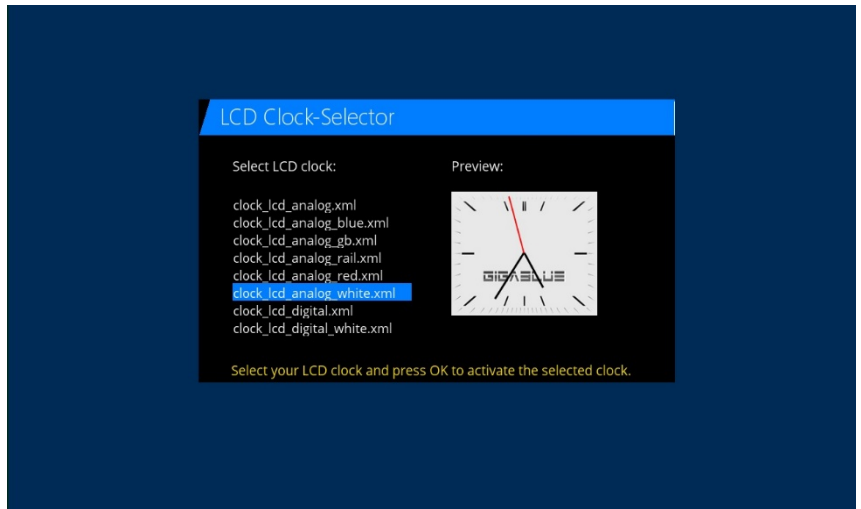 LCD Clock-Selector
Select LCD clock:
clock_lcd_analog.xml
clock_lcd_analog_blue.xml
clock_lcd_analog_gb.xml
clock_lcd_analog_rail.xml
clock_lcd_analog_red.xml
clock_lcd_analog_white.xml
clock_lcd_digital.xml
clock_lcd_digital_white.xml
Preview:
GIGABLUE
Select your LCD clock and press OK to activate the selected clock.